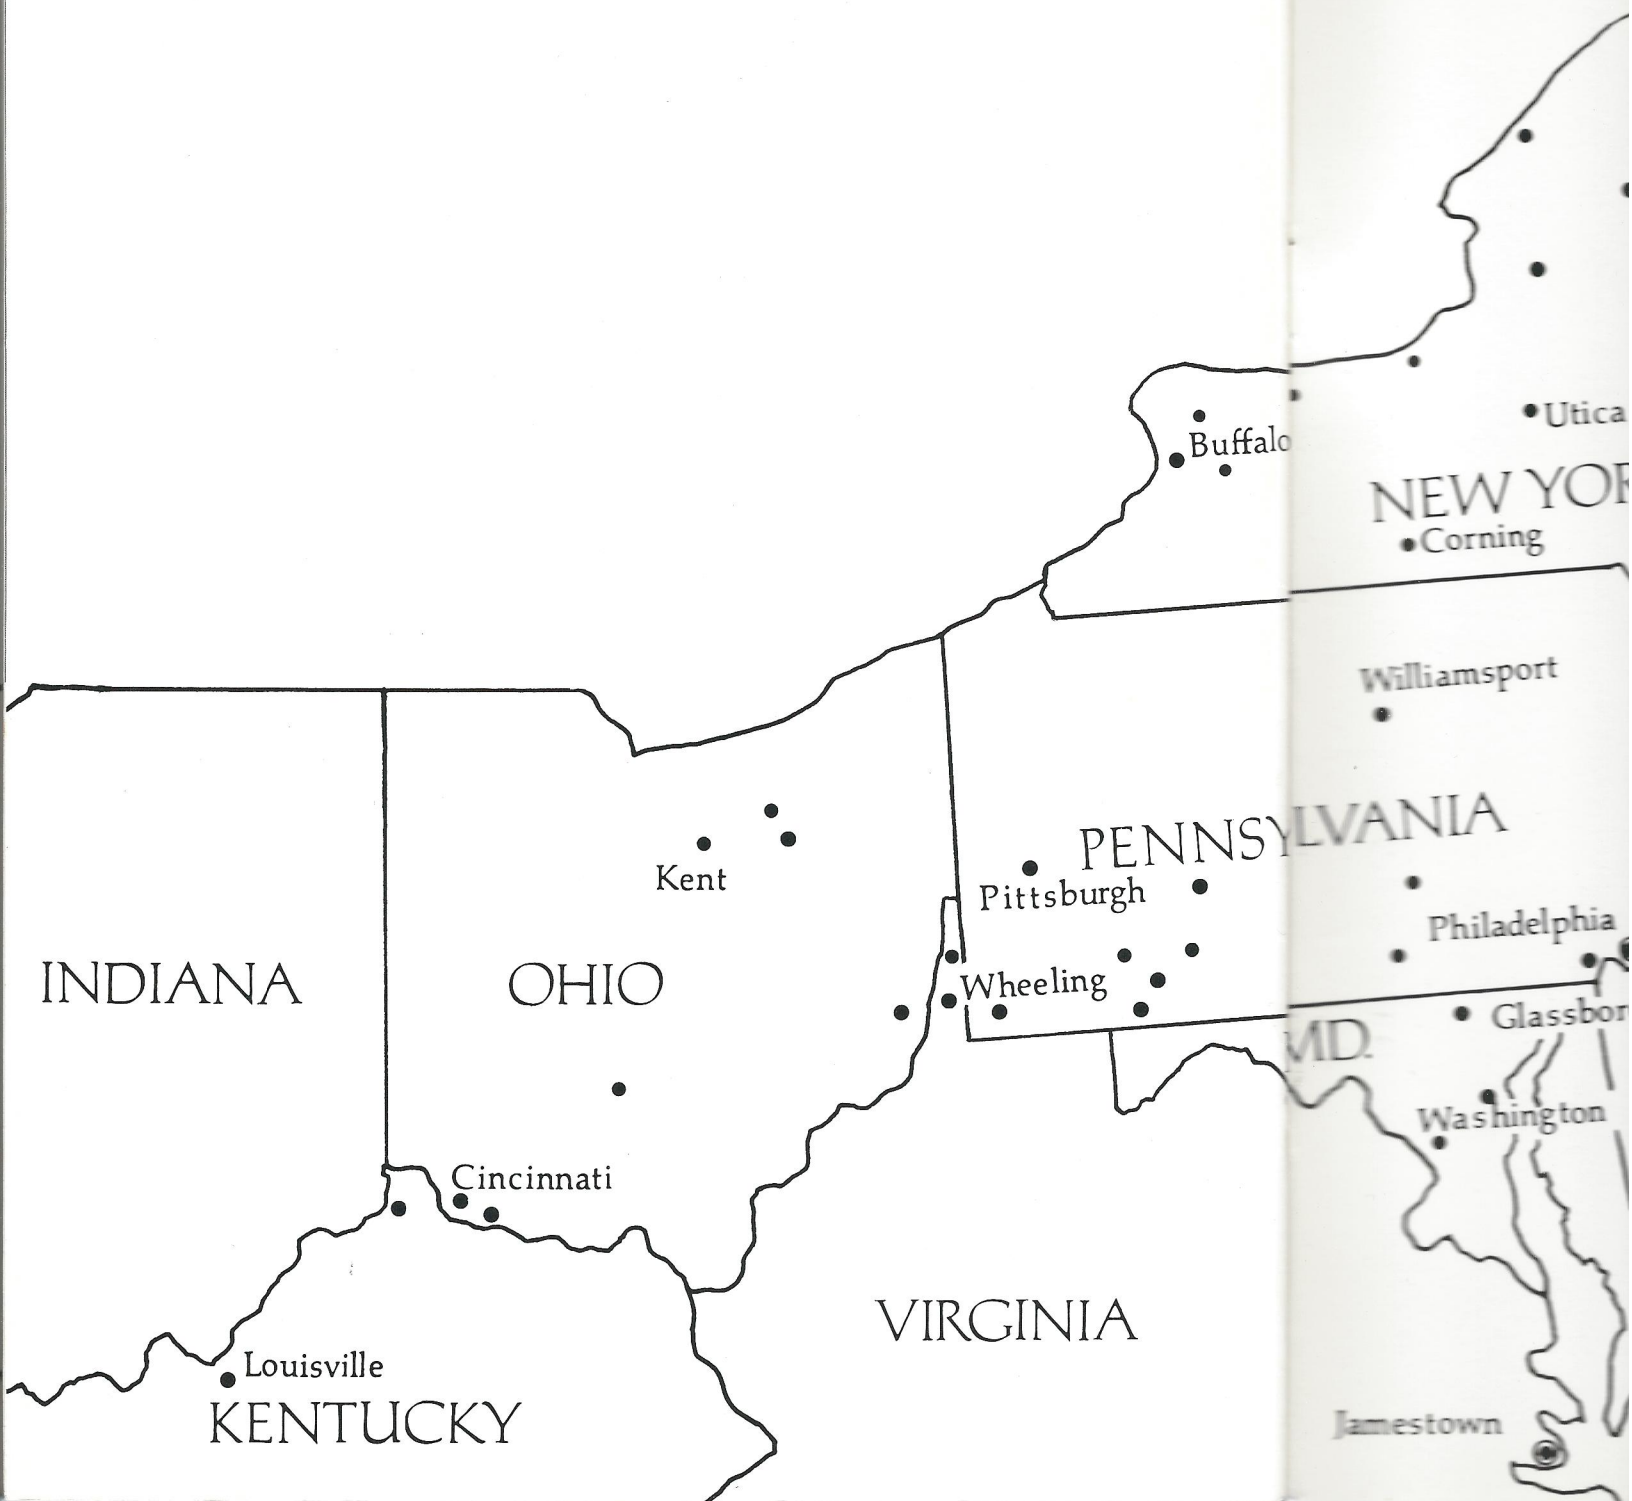 Buffalo
Utica
NEW YOR
Corning
Williamsport
PENNSYLVANIA
Kent
Pittsburgh
Philadelphia
INDIANA
OHIO
Wheeling
Glassbor
MD.
Washington
Cincinnati
VIRGINIA
Louisville
KENTUCKY
Jamestown